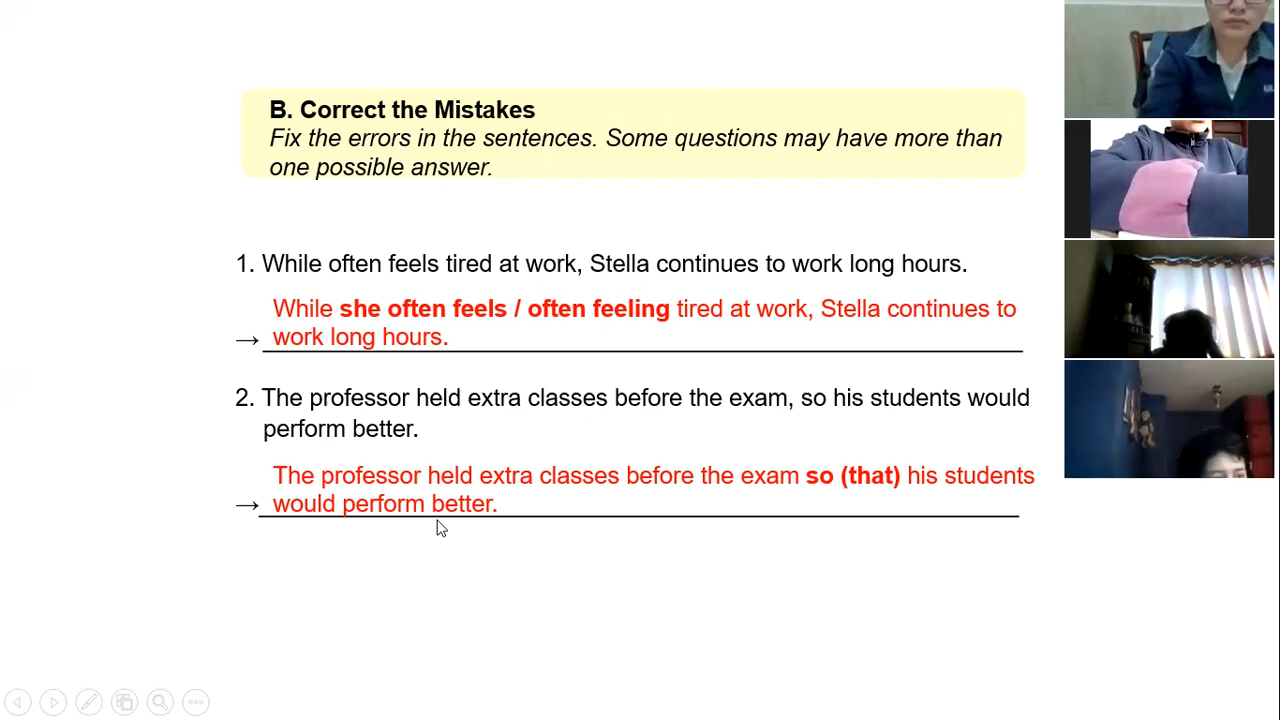 B. Correct the Mistakes
Fix the errors in the sentences. Some questions may have more than
one possible answer.
1. While often feels tired at work, Stella continues to work long hours.
While she often feels / often feeling tired at work, Stella continues to
→ work long hours.
2. The professor held extra classes before the exam, so his students would
perform better.
The professor held extra classes before the exam so (that) his students
→ would perform better.